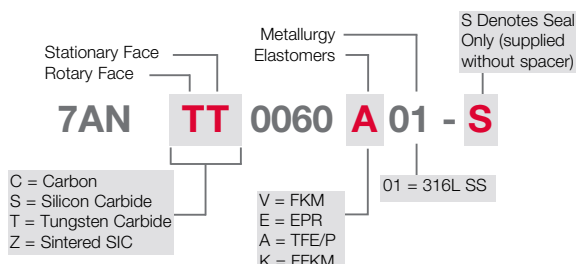 S Denotes Seal
Only (supplied
without spacer)
Metallurgy
Elastomers
Stationary Face
Rotary Face
7AN TT 0060 A 01 - S
C = Carbon
S = Silicon Carbide
T = Tungsten Carbide
Z = Sintered SIC
V = FKM
E = EPR
A = TFE/P
K = FFKM
01 = 316L SS